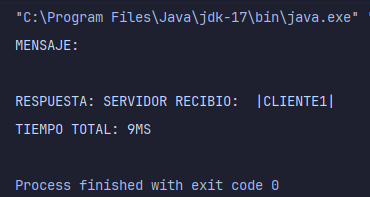 "C:\Program Files\Java\jdk-17\bin\java.exe"
MENSAJE:
RESPUESTA: SERVIDOR RECIBIO:  |CLIENTE1|
TIEMPO TOTAL: 9MS
Process finished with exit code 0